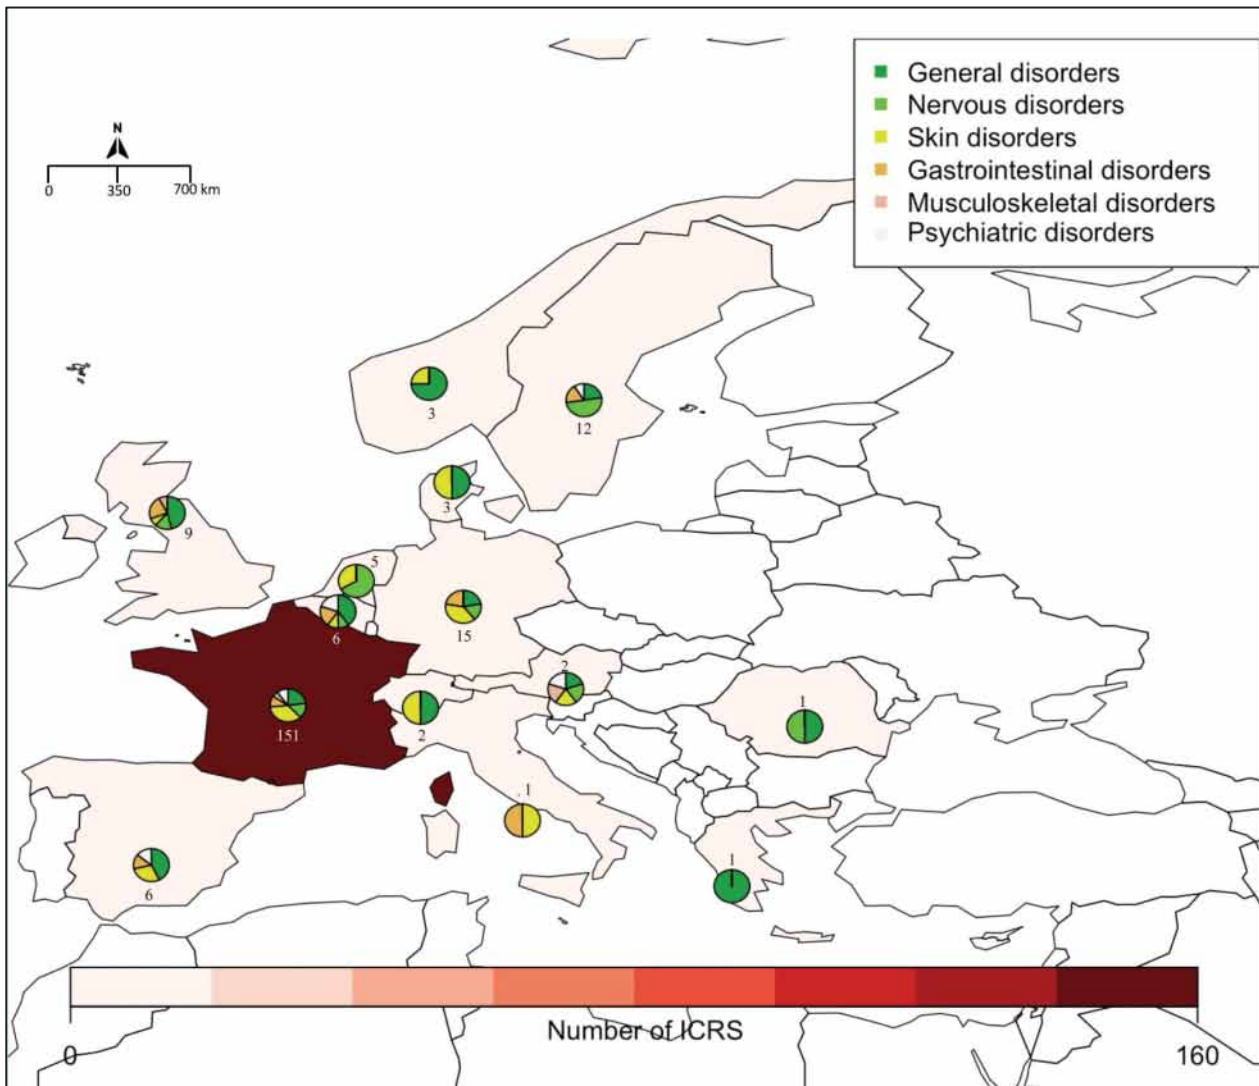 General disorders
Nervous disorders
Skin disorders
Gastrointestinal disorders
Musculoskeletal disorders
Psychiatric disorders
N
0 350 700 km
3
12
3
9
5
6
15
2
151
2
1
. 1
6
1
Number of ICRS
0 160